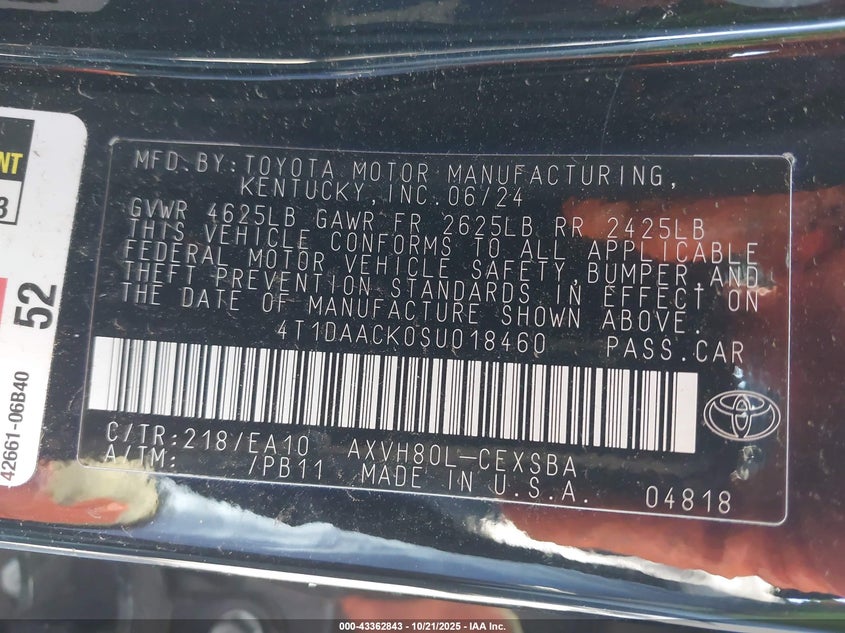 NT
3
52
42661-06B40
MFD.BY:TOYOTA MOTOR MANUFACTURING,
KENTUCKY,INC.06/24
GVWR 4625LB GAWR FR 2625LB RR 2425LB
THIS VEHICLE CONFORMS TO ALL APPLICABLE
FEDERAL MOTOR VEHICLE SAFETY,BUMPER,AND
THEFT PREVENTION STANDARDS IN EFFECT ON
THE DATE OF MANUFACTURE SHOWN ABOVE.
4T1DAACK0SU018460 PASS.CAR
C/TR:218/EA10 AXVH80L-CEXSBA
A/TM: /PB11 MADE IN U.S.A. 04818
000-43362843 - 10/21/2025 - IAA Inc.